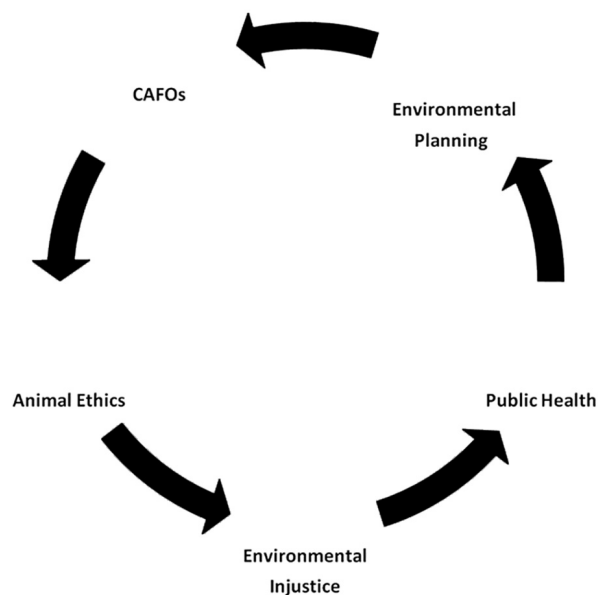 CAFOs
Environmental
Planning
Animal Ethics
Public Health
Environmental
Injustice